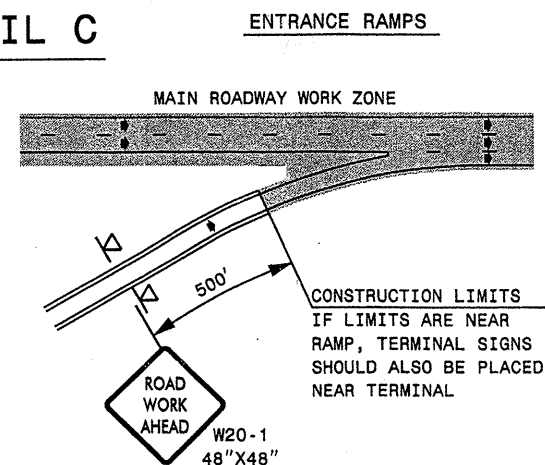 IL C
ENTRANCE RAMPS
MAIN ROADWAY WORK ZONE
500'
CONSTRUCTION LIMITS
IF LIMITS ARE NEAR
RAMP, TERMINAL SIGNS
SHOULD ALSO BE PLACED
NEAR TERMINAL
ROAD
WORK
AHEAD
W20-1
48"X48"